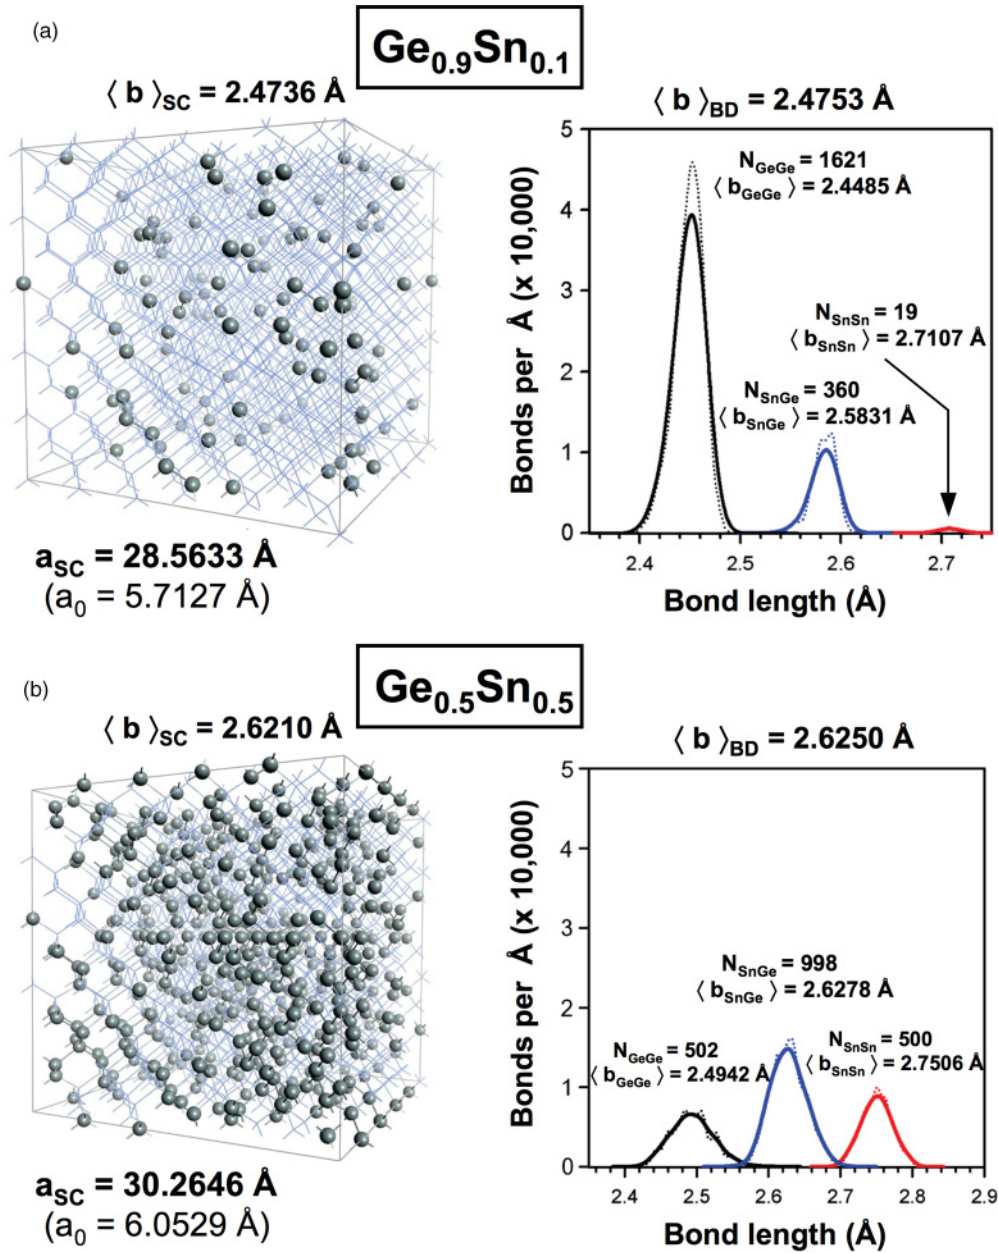 (a)
Ge0.9Sn0.1
⟨ b ⟩SC = 2.4736 Å
⟨ b ⟩BD = 2.4753 Å
5
4
3
2
1
0
Bonds per Å (x 10,000)
NGeGe = 1621
⟨ bGeGe ⟩ = 2.4485 Å
NSnSn = 19
⟨ bSnSn ⟩ = 2.7107 Å
NSnGe = 360
⟨ bSnGe ⟩ = 2.5831 Å
2.4 2.5 2.6 2.7
Bond length (Å)
aSC = 28.5633 Å
(a0 = 5.7127 Å)
(b)
Ge0.5Sn0.5
⟨ b ⟩SC = 2.6210 Å
⟨ b ⟩BD = 2.6250 Å
5
4
3
2
1
0
Bonds per Å (x 10,000)
NSnGe = 998
⟨ bSnGe ⟩ = 2.6278 Å
NGeGe = 502
⟨ bGeGe ⟩ = 2.4942 Å
NSnSn = 500
⟨ bSnSn ⟩ = 2.7506 Å
2.4 2.5 2.6 2.7 2.8 2.9
Bond length (Å)
aSC = 30.2646 Å
(a0 = 6.0529 Å)